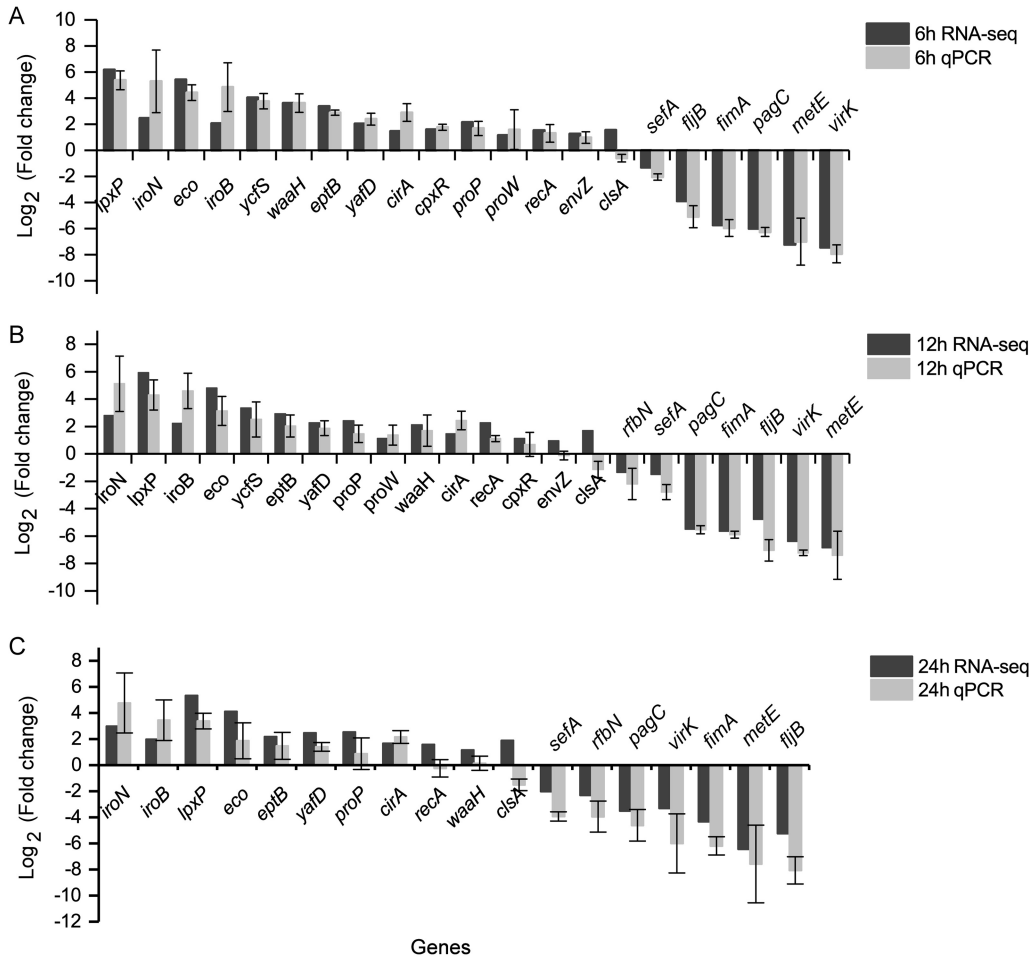 A
10
8
6
4
2
0
-2
-4
-6
-8
-10
Log2 (Fold change)
6h RNA-seq
6h qPCR
lpxP iroN eco iroB ycfS waaH eptB yafD cirA cpxR proP proW recA envZ clsA
sefA fljB fimA pagC metE virK
B
8
6
4
2
0
-2
-4
-6
-8
-10
Log2 (Fold change)
12h RNA-seq
12h qPCR
iroN lpxP iroB eco ycfS eptB yafD proP proW waaH cirA recA cpxR envZ clsA
rfbN sefA pagC fimA fljB virK metE
C
8
6
4
2
0
-2
-4
-6
-8
-10
-12
Log2 (Fold change)
24h RNA-seq
24h qPCR
iroN iroB lpxP eco eptB yafD proP cirA recA waaH clsA
sefA rfbN pagC virK fimA metE fljB
Genes